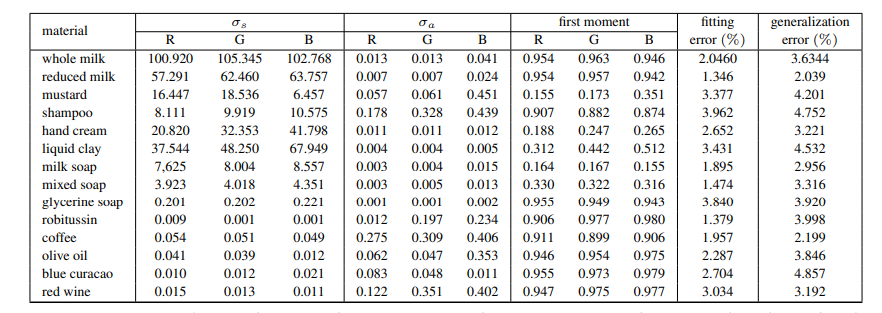 material σs σa first moment fitting error (%) generalization error (%)
R G B R G B R G B
whole milk 100.920 105.345 102.768 0.013 0.013 0.041 0.954 0.963 0.946 2.0460 3.6344
reduced milk 57.291 62.460 63.757 0.007 0.007 0.024 0.954 0.957 0.942 1.346 2.039
mustard 16.447 18.536 6.457 0.057 0.061 0.451 0.155 0.173 0.351 3.377 4.201
shampoo 8.111 9.919 10.575 0.178 0.328 0.439 0.907 0.882 0.874 3.962 4.752
hand cream 20.820 32.353 41.798 0.011 0.011 0.012 0.188 0.247 0.265 2.652 3.221
liquid clay 37.544 48.250 67.949 0.004 0.004 0.005 0.312 0.442 0.512 3.431 4.532
milk soap 7,625 8.004 8.557 0.003 0.004 0.015 0.164 0.167 0.155 1.895 2.956
mixed soap 3.923 4.018 4.351 0.003 0.005 0.013 0.330 0.322 0.316 1.474 3.316
glycerine soap 0.201 0.202 0.221 0.001 0.001 0.002 0.955 0.949 0.943 3.840 3.920
robitussin 0.009 0.001 0.001 0.012 0.197 0.234 0.906 0.977 0.980 1.379 3.998
coffee 0.054 0.051 0.049 0.275 0.309 0.406 0.911 0.899 0.906 1.957 2.199
olive oil 0.041 0.039 0.012 0.062 0.047 0.353 0.946 0.954 0.975 2.287 3.846
blue curacao 0.010 0.012 0.021 0.083 0.048 0.011 0.955 0.973 0.979 2.704 4.857
red wine 0.015 0.013 0.011 0.122 0.351 0.402 0.947 0.975 0.977 3.034 3.192